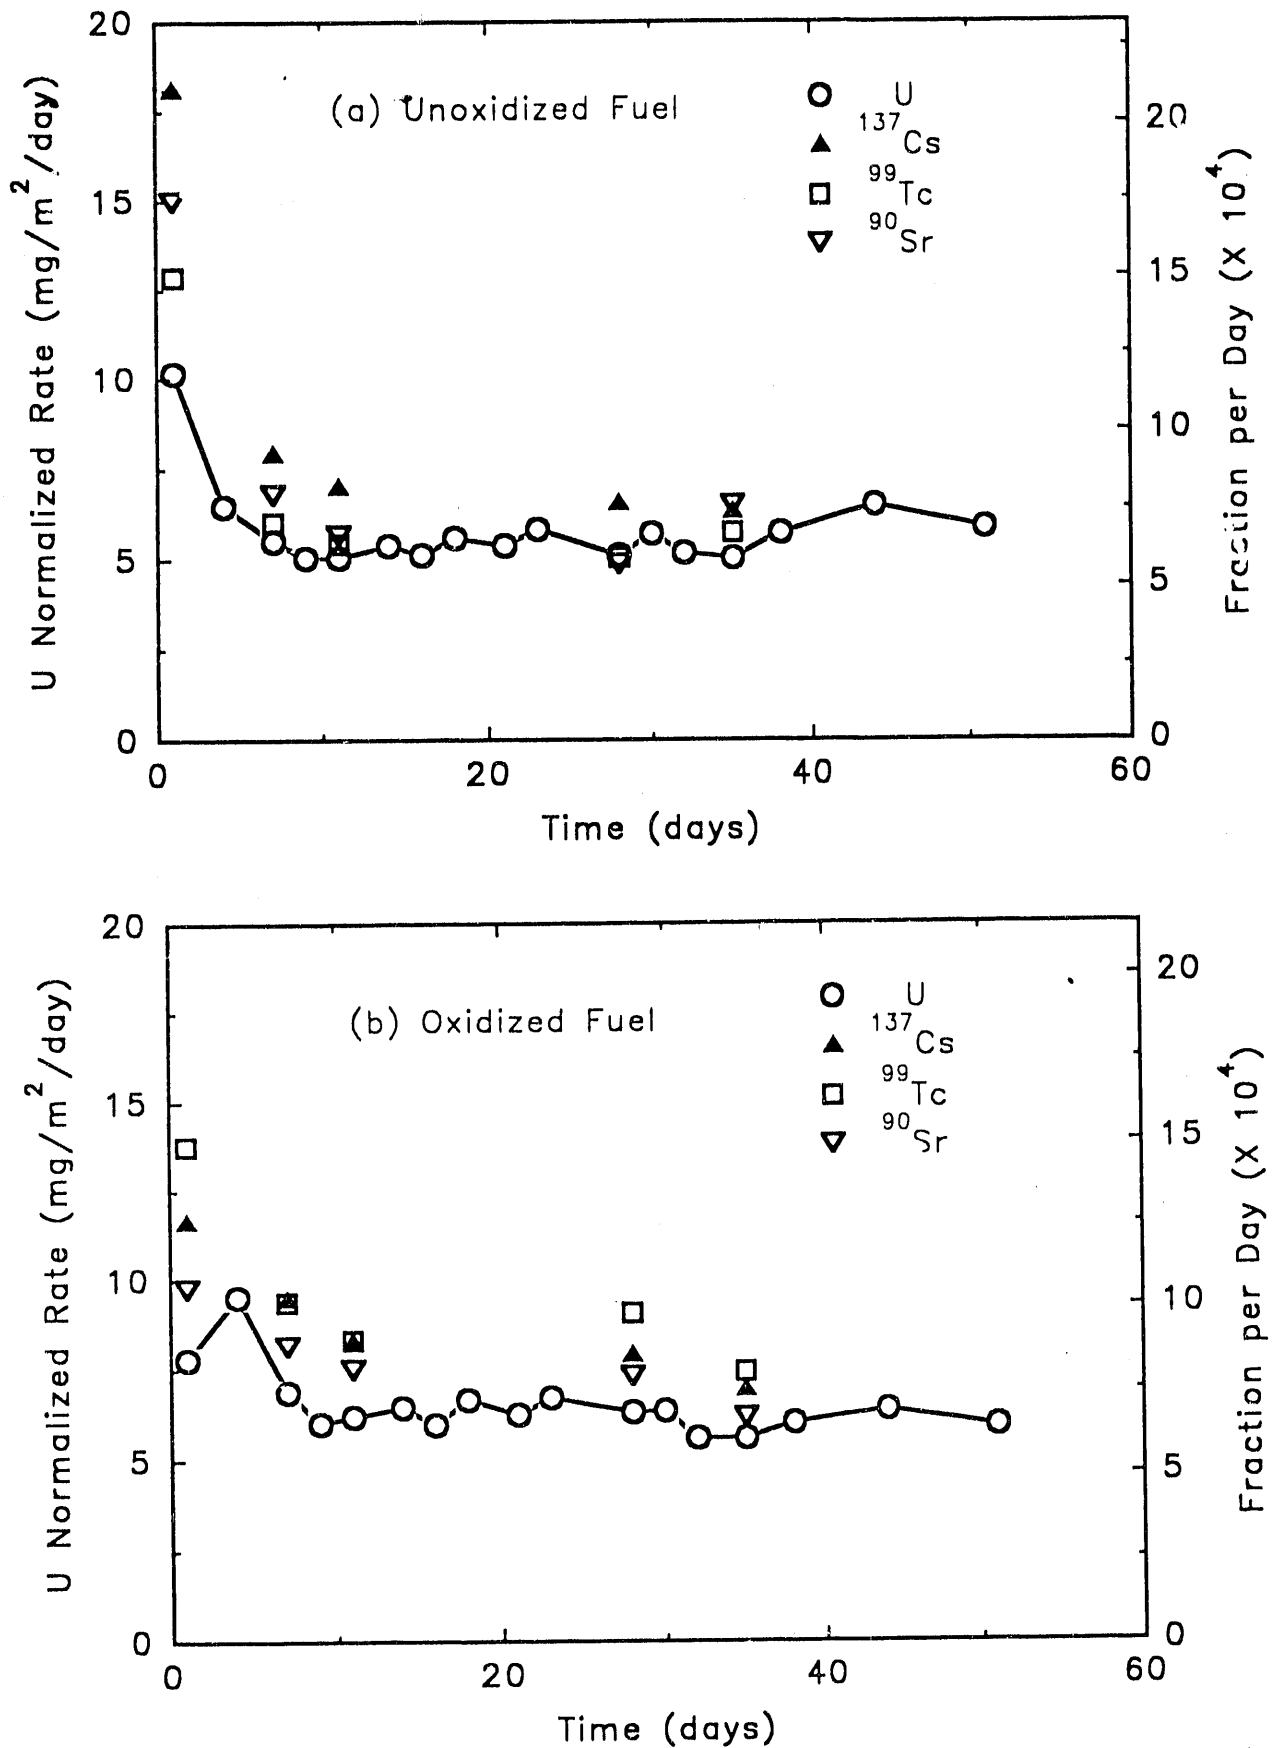 20
15
10
5
0
U Normalized Rate (mg/m²/day)
(a) Unoxidized Fuel
U
¹³⁷Cs
⁹⁹Tc
⁹⁰Sr
20
15
10
5
0
Fraction per Day (X 10⁴)
0 20 40 60
Time (days)
20
15
10
5
0
U Normalized Rate (mg/m²/day)
(b) Oxidized Fuel
U
¹³⁷Cs
⁹⁹Tc
⁹⁰Sr
20
15
10
5
0
Fraction per Day (X 10⁴)
0 20 40 60
Time (days)